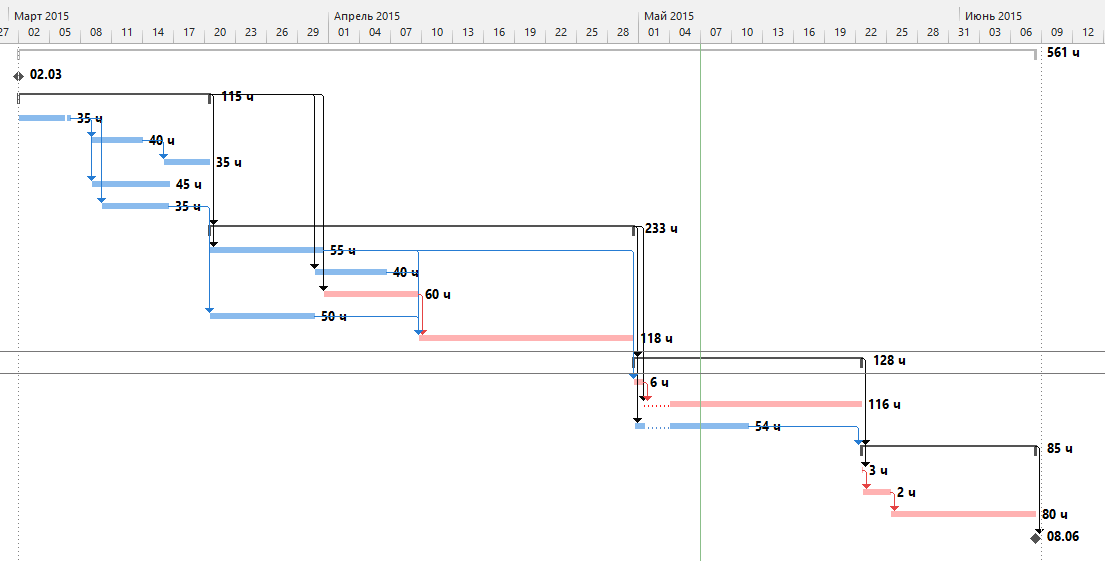 Март 2015 Апрель 2015 Май 2015 Июнь 2015
27 02 05 08 11 14 17 20 23 26 29 01 04 07 10 13 16 19 22 25 28 01 04 07 10 13 16 19 22 25 28 31 03 06 09 12
561 ч
02.03
115 ч
35 ч
40 ч
35 ч
45 ч
35 ч
233 ч
55 ч
40 ч
60 ч
50 ч
118 ч
128 ч
6 ч
116 ч
54 ч
85 ч
3 ч
2 ч
80 ч
08.06